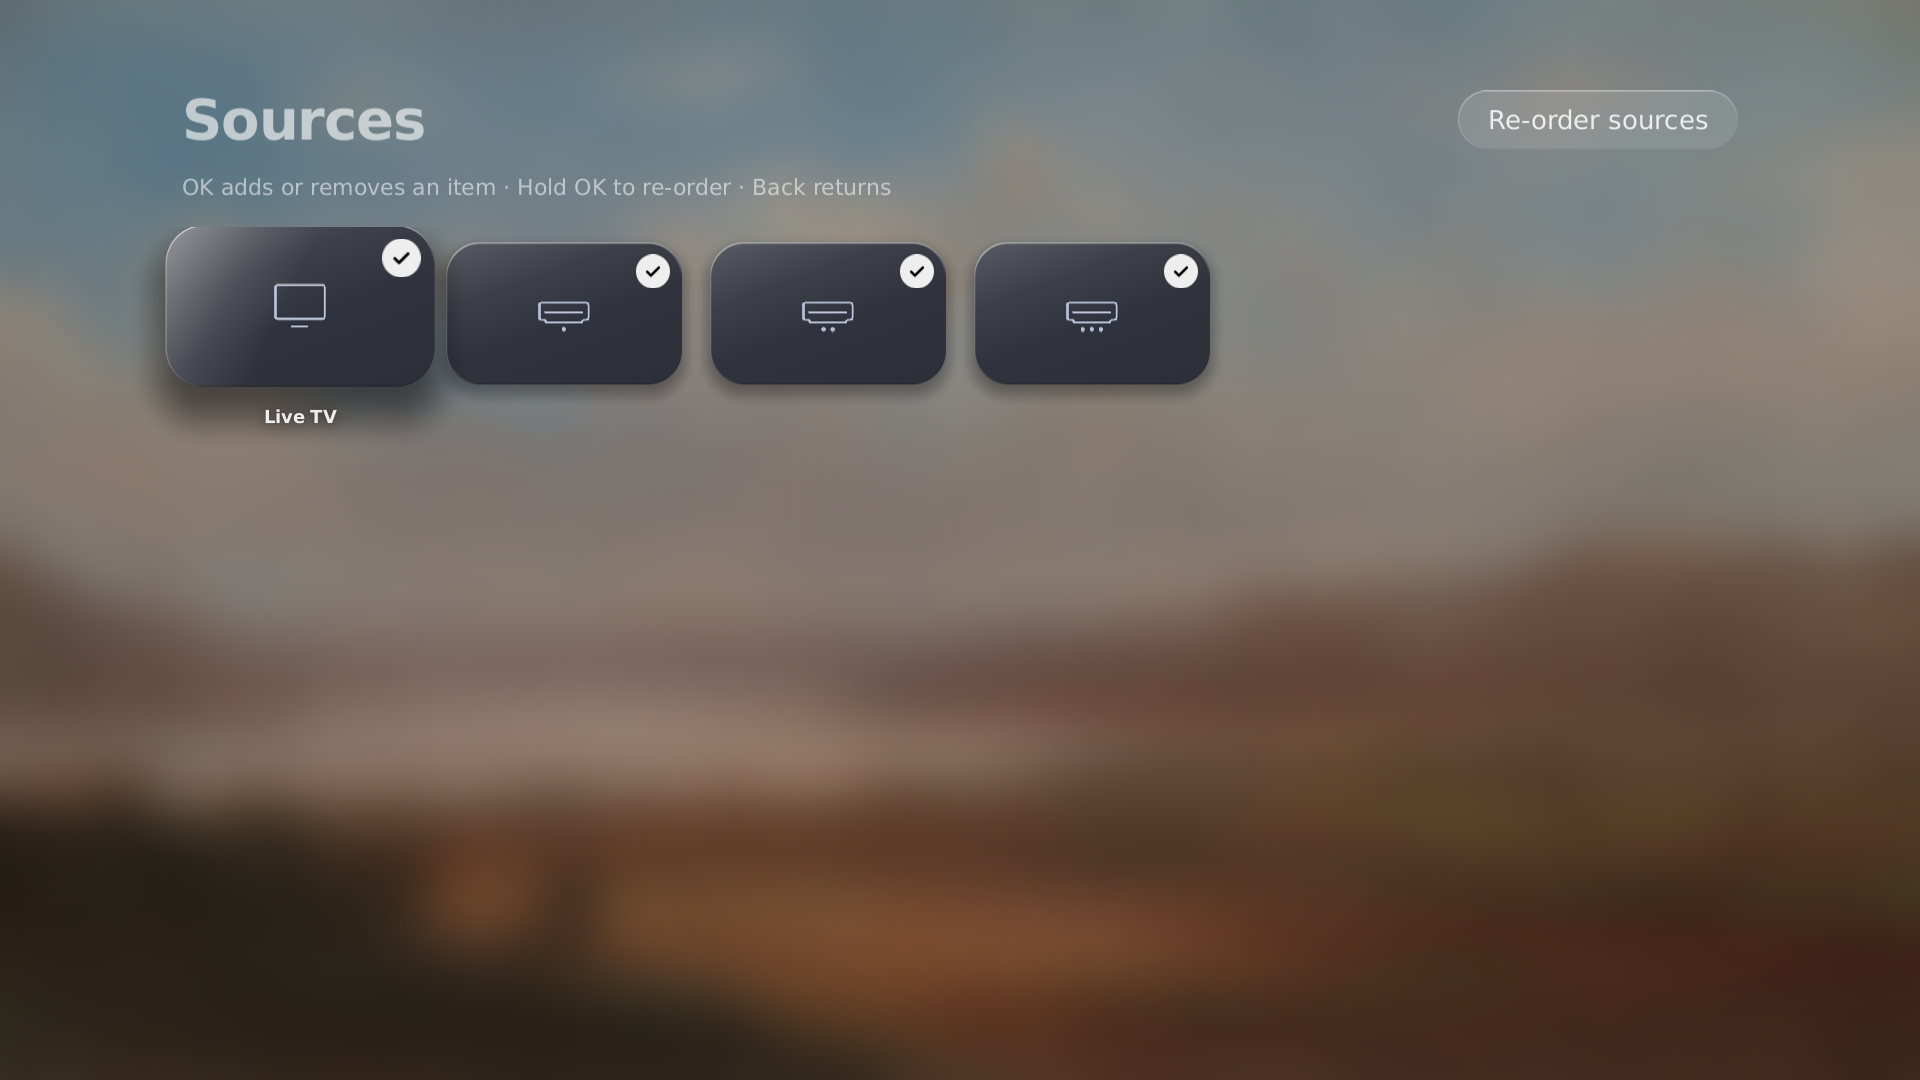 Sources
Re-order sources
OK adds or removes an item · Hold OK to re-order · Back returns
Live TV